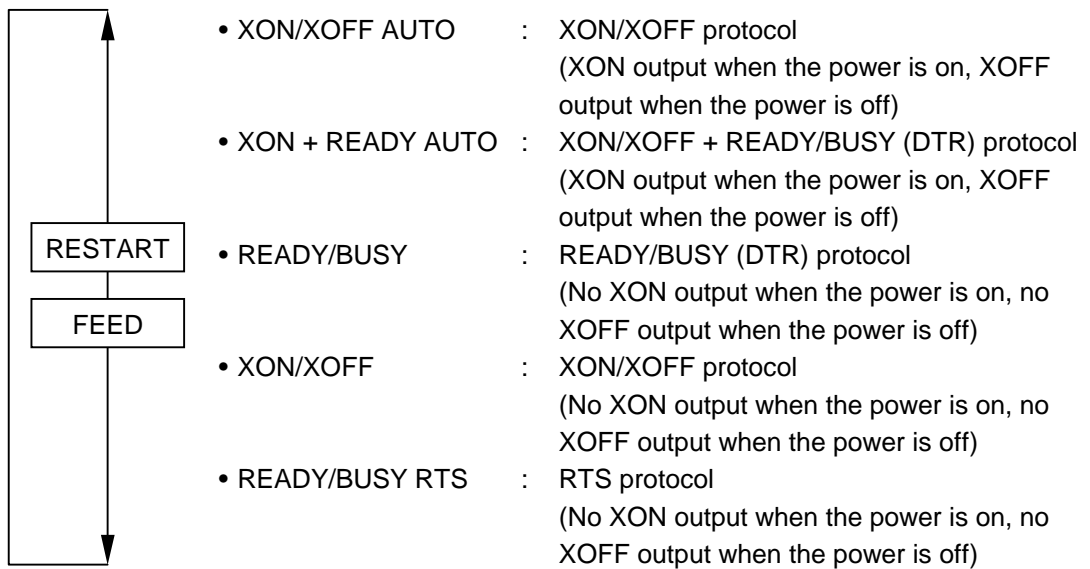 • XON/XOFF AUTO : XON/XOFF protocol
(XON output when the power is on, XOFF
output when the power is off)
• XON + READY AUTO : XON/XOFF + READY/BUSY (DTR) protocol
(XON output when the power is on, XOFF
output when the power is off)
RESTART
• READY/BUSY : READY/BUSY (DTR) protocol
(No XON output when the power is on, no
FEED
XOFF output when the power is off)
• XON/XOFF : XON/XOFF protocol
(No XON output when the power is on, no
XOFF output when the power is off)
• READY/BUSY RTS : RTS protocol
(No XON output when the power is on, no
XOFF output when the power is off)